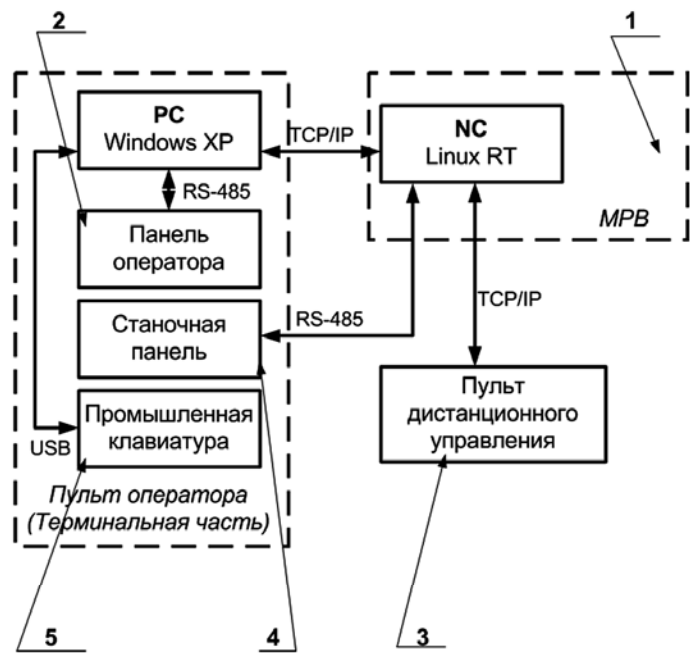 2
1
PC
Windows XP
TCP/IP
NC
Linux RT
RS-485
МРВ
Панель
оператора
TCP/IP
Станочная
панель
RS-485
Пульт
дистанционного
управления
Промышленная
клавиатура
USB
Пульт оператора
(Терминальная часть)
5
4
3